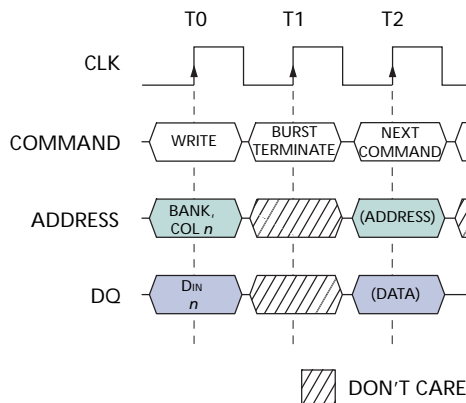 T0 T1 T2
CLK
COMMAND WRITE BURST TERMINATE NEXT COMMAND
ADDRESS BANK, COL n (ADDRESS)
DQ DIN n (DATA)
DON'T CARE